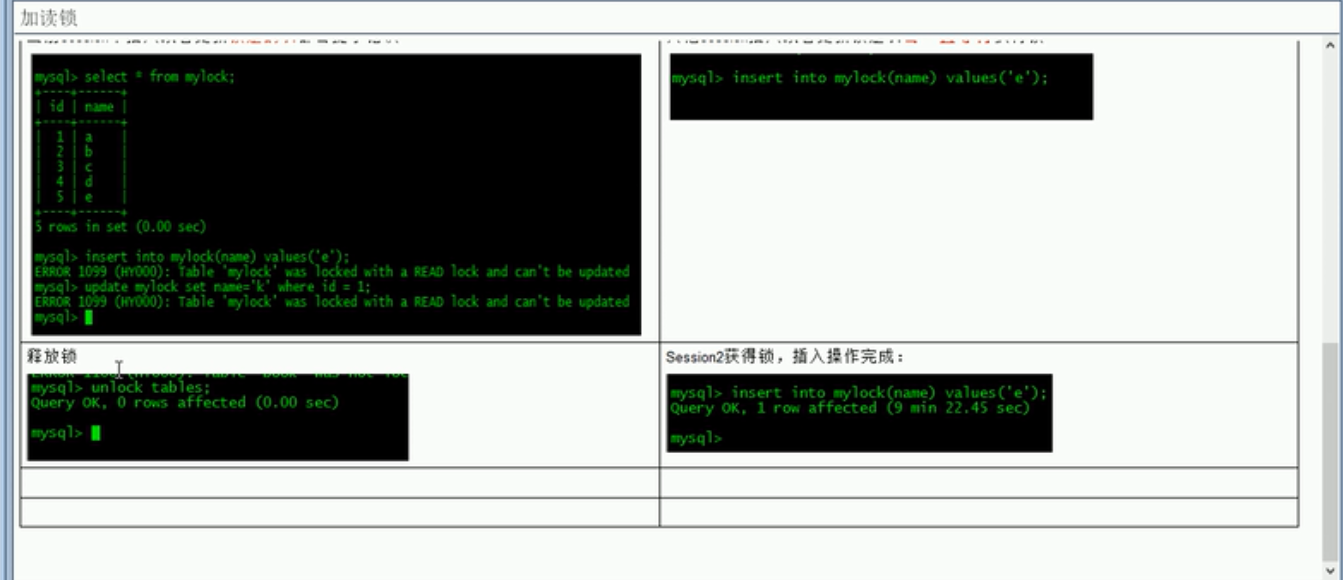 加读锁
mysql> select * from mylock;
+----+------+
| id | name |
+----+------+
| 1 | a |
| 2 | b |
| 3 | c |
| 4 | d |
| 5 | e |
+----+------+
5 rows in set (0.00 sec)
mysql> insert into mylock(name) values('e');
ERROR 1099 (HY000): Table 'mylock' was locked with a READ lock and can't be updated
mysql> update mylock set name='k' where id = 1;
ERROR 1099 (HY000): Table 'mylock' was locked with a READ lock and can't be updated
mysql>
mysql> insert into mylock(name) values('e');
释放锁
mysql> unlock tables;
Query OK, 0 rows affected (0.00 sec)
mysql>
Session2获得锁，插入操作完成：
mysql> insert into mylock(name) values('e');
Query OK, 1 row affected (9 min 22.45 sec)
mysql>